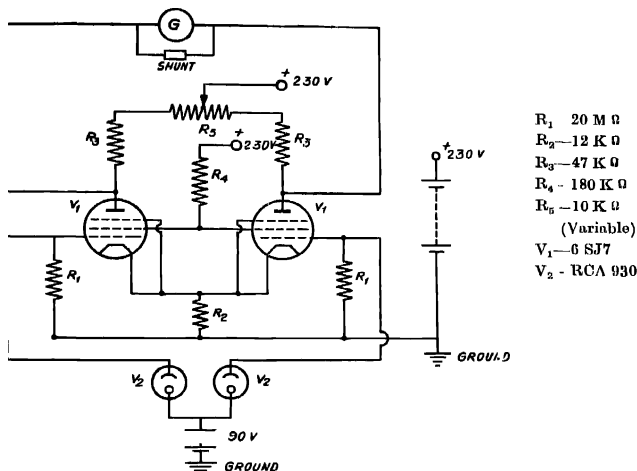 G
SHUNT
+
230 V
R5
R3
R3
+
230V
R4
V1
V1
R1
R2
R1
V2
V2
90 V
GROUND
+
230 V
GROUND
R1 20 M Ω
R2—12 K Ω
R3—47 K Ω
R4 - 180 K Ω
R5 - 10 K Ω
(Variable)
V1—6 SJ7
V2 - RCA 930